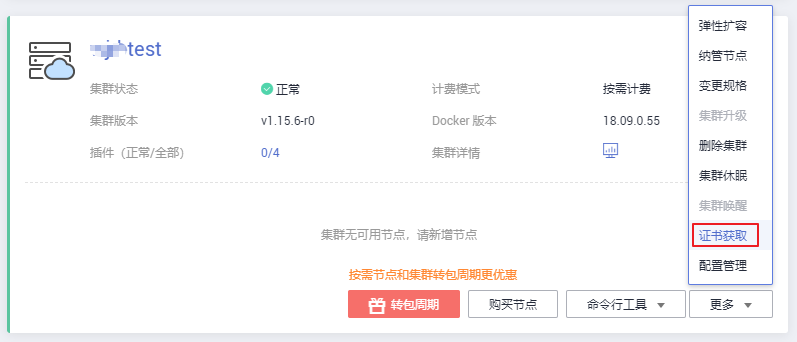 test
集群状态
正常
计费模式
按需计费
集群版本
v1.15.6-r0
Docker 版本
18.09.0.55
插件（正常/全部）
0/4
集群详情
集群无可用节点，请新增节点
按需节点和集群转包周期更优惠
转包周期
购买节点
命令行工具
更多
弹性扩容
纳管节点
变更规格
集群升级
删除集群
集群休眠
集群唤醒
证书获取
配置管理